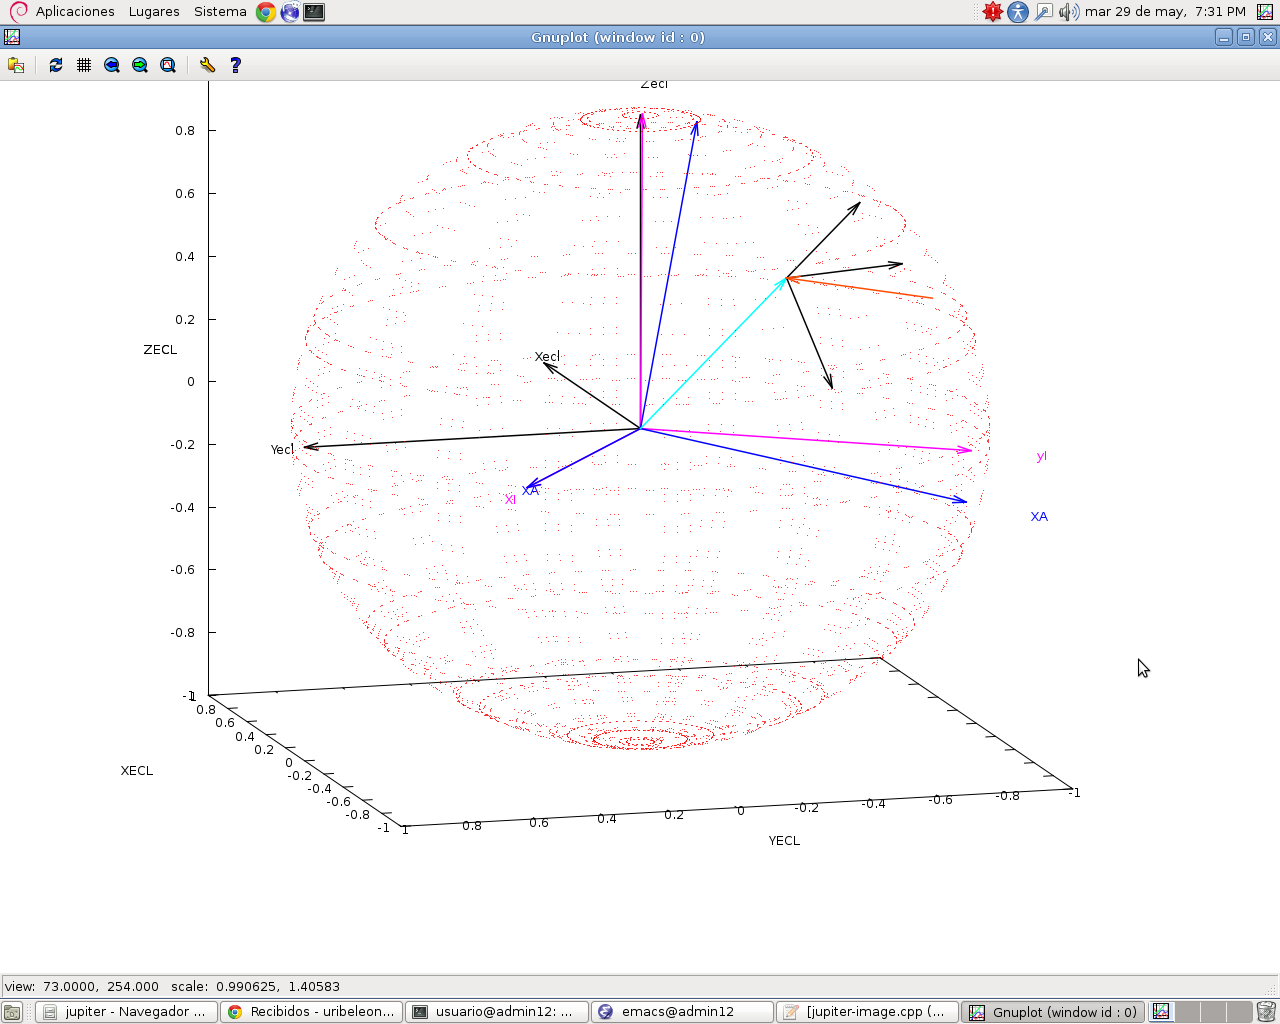 Aplicaciones Lugares Sistema mar 29 de may, 7:31 PM
Gnuplot (window id : 0)
Zecl
0.8
0.6
0.4
0.2
0
-0.2
-0.4
-0.6
-0.8
-1
ZECL
Xecl
Yecl
XI
XA
yI
XA
1
0.8
0.6
0.4
0.2
0
-0.2
-0.4
-0.6
-0.8
-1
XECL
1
0.8
0.6
0.4
0.2
0
-0.2
-0.4
-0.6
-0.8
-1
YECL
view: 73.0000, 254.000 scale: 0.990625, 1.40583
jupiter - Navegador ... Recibidos - uribeleon... usuario@admin12: ... emacs@admin12 [jupiter-image.cpp (... Gnuplot (window id : 0)